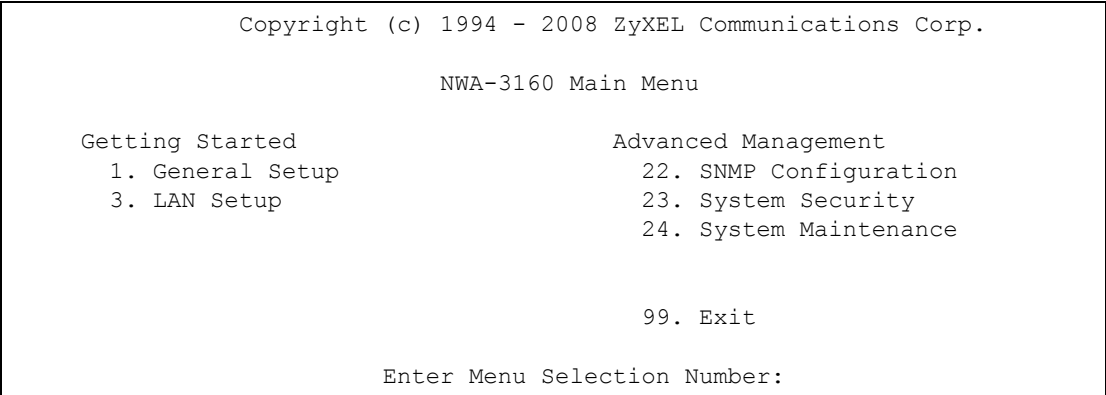 Copyright (c) 1994 - 2008 ZyXEL Communications Corp.
NWA-3160 Main Menu
Getting Started Advanced Management
1. General Setup 22. SNMP Configuration
3. LAN Setup 23. System Security
24. System Maintenance
99. Exit
Enter Menu Selection Number: